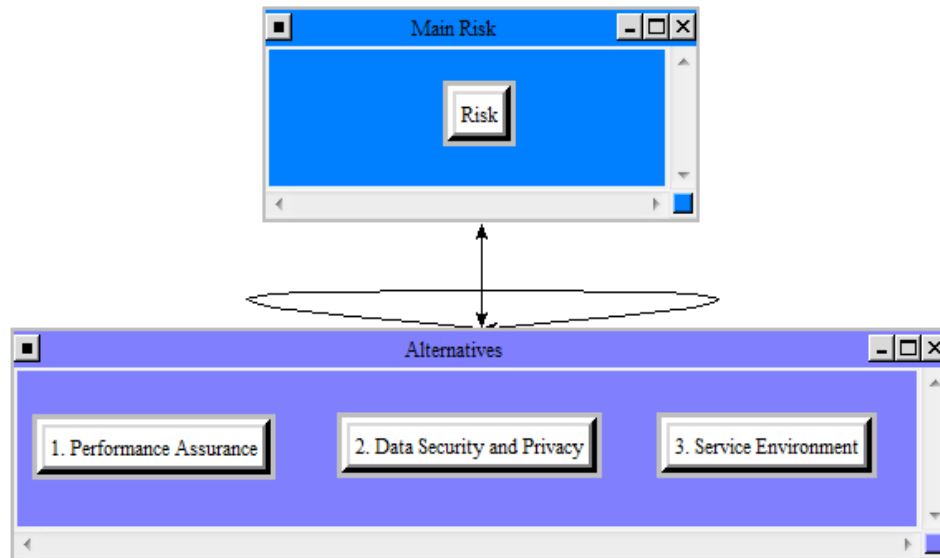 Main Risk
Risk
Alternatives
1. Performance Assurance
2. Data Security and Privacy
3. Service Environment